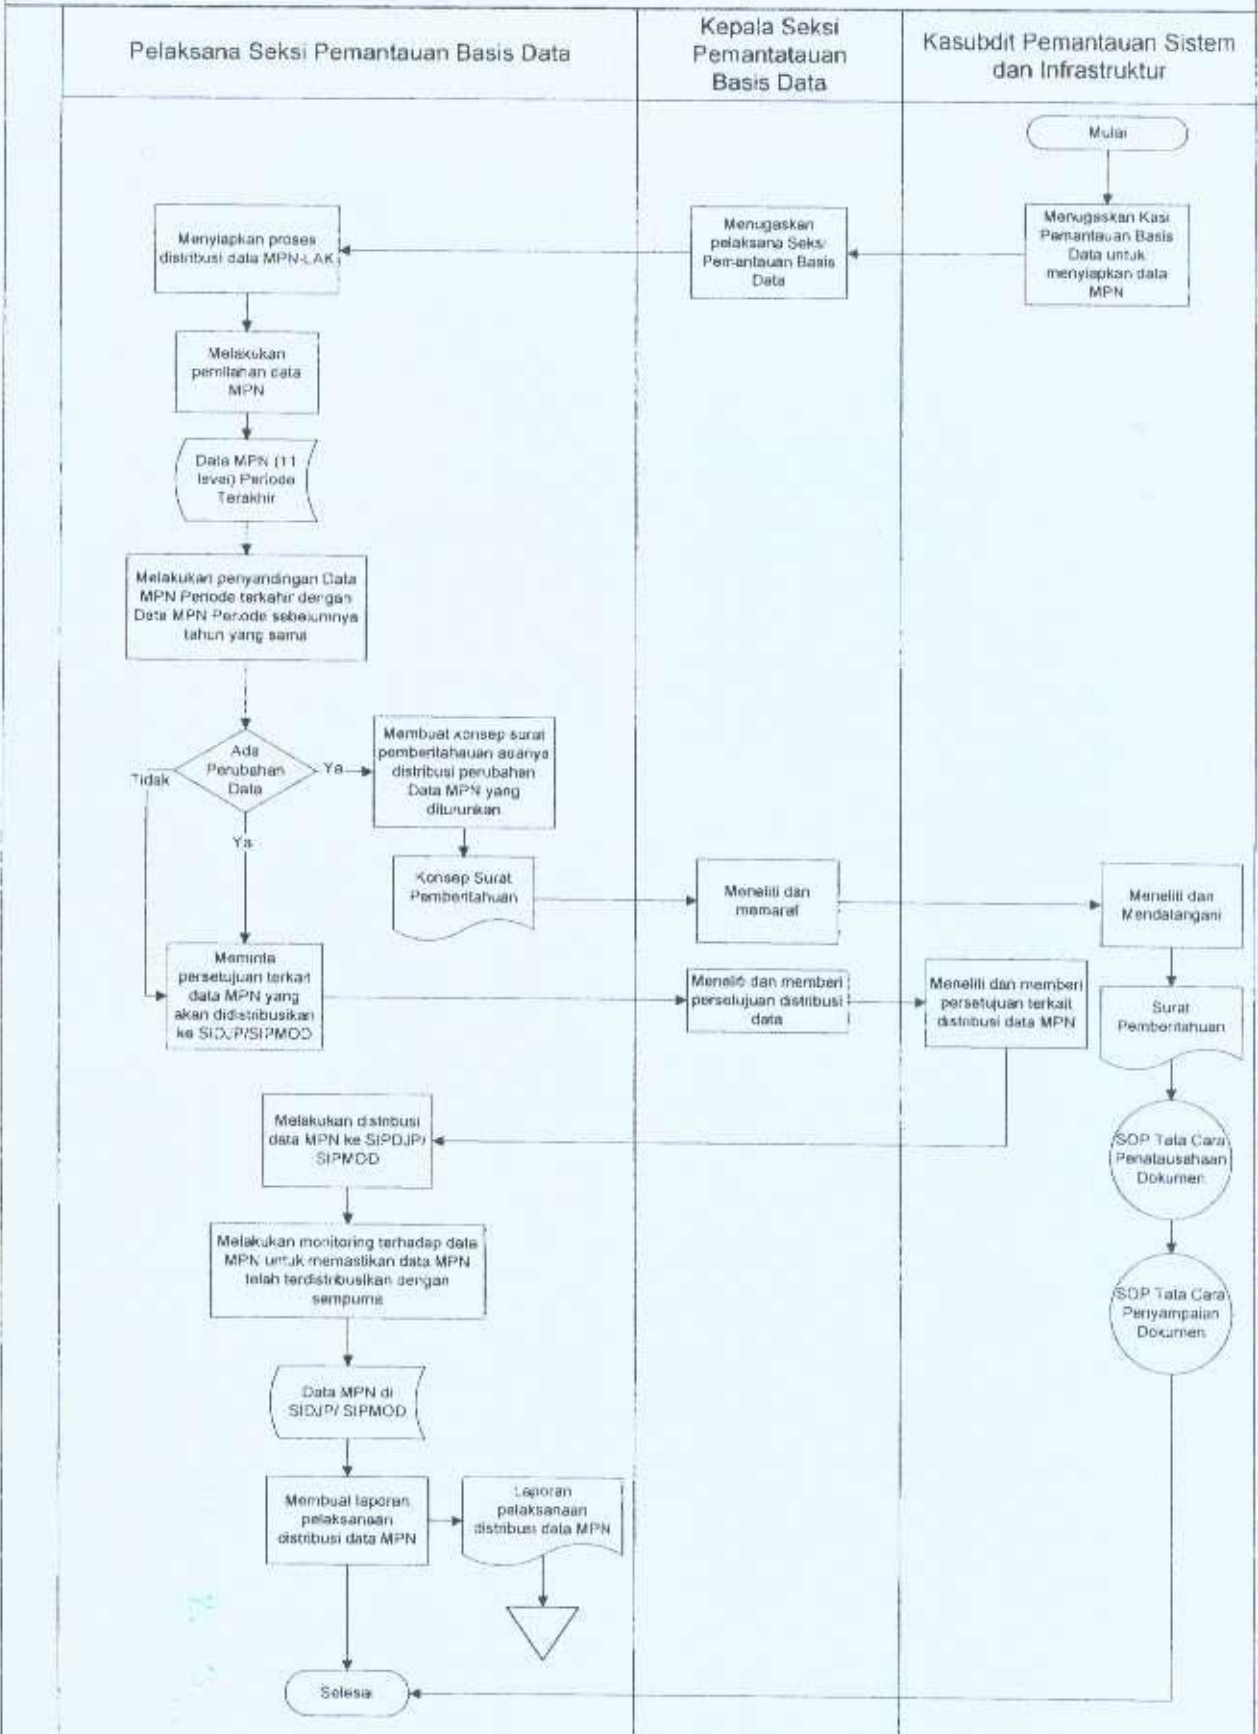 Pelaksana Seksi Pemantauan Basis Data
Kepala Seksi
Pemantatauan
Basis Data
Kasubdit Pemantauan Sistem
dan Infrastruktur
Mulai
Menugaskan Kasi
Pemantauan Basis
Data untuk
menyiapkan data
MPN
Menugaskan
pelaksana Seksi
Pemantauan Basis
Data
Menyiapkan proses
distribusi data MPN-LAK
Melakukan
pemilahan data
MPN
Data MPN (11
level) Periode
Terakhir
Melakukan penyandingan Data
MPN Periode terkahir dengan
Data MPN Periode sebelumnya
tahun yang sama
Ada
Perubahan
Data
Tidak
Ya
Ya
Membuat konsep surat
pemberitahauan adanya
distribusi perubahan
Data MPN yang
diturunkan
Konsep Surat
Pemberitahuan
Meneliti dan
memaraf
Meneliti dan
Mendatangani
Meminta
persetujuan terkait
data MPN yang
akan didistribusikan
ke SIDJP/SIPMOD
Meneliti dan memberi
persetujuan distribusi
data
Meneliti dan memberi
persetujuan terkait
distribusi data MPN
Surat
Pemberitahuan
Melakukan distribusi
data MPN ke SIPDJP/
SIPMOD
SOP Tata Cara
Penatausahaan
Dokumen
Melakukan monitoring terhadap data
MPN untuk memastikan data MPN
telah terdistribusikan dengan
sempurna
SOP Tata Cara
Penyampaian
Dokumen
Data MPN di
SIDJP/ SIPMOD
Membuat laporan
pelaksanaan
distribusi data MPN
Laporan
pelaksanaan
distribusi data MPN
Selesai